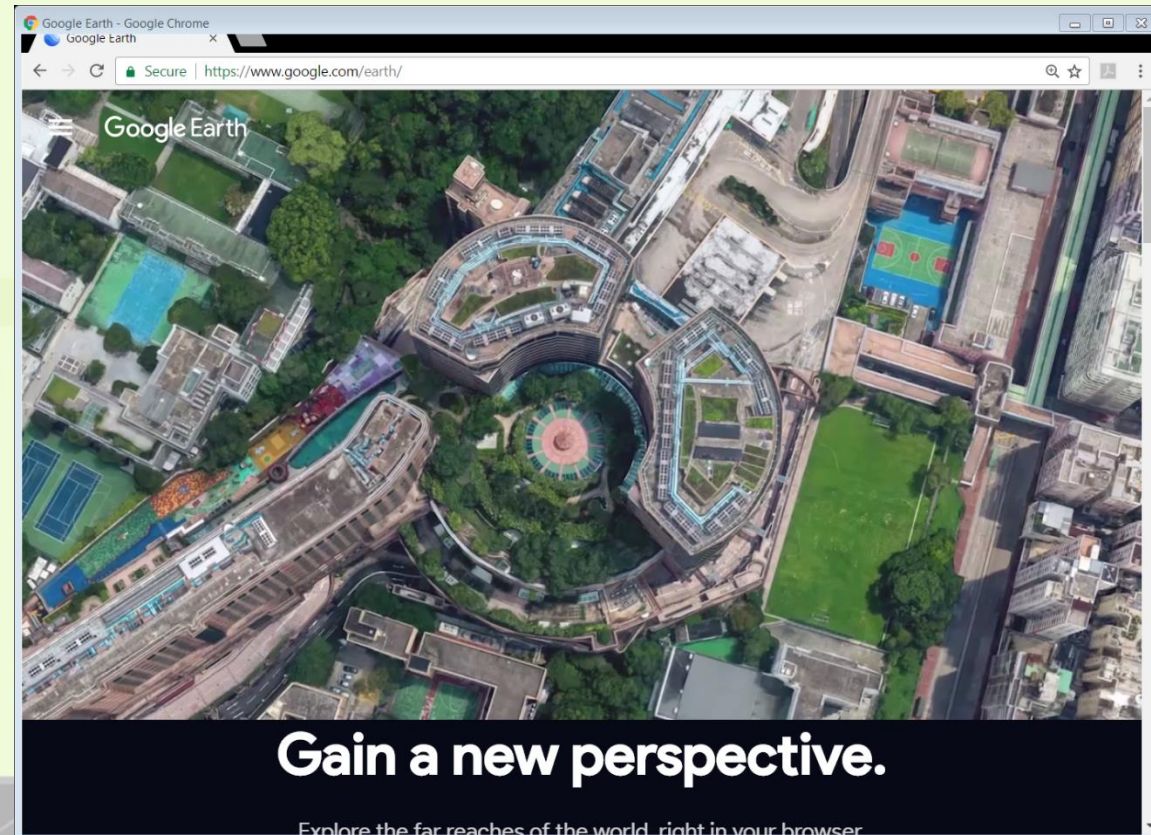 Google Earth - Google Chrome
Google Earth
Secure | https://www.google.com/earth/
Google Earth
Gain a new perspective.
Explore the far reaches of the world, right in your browser.